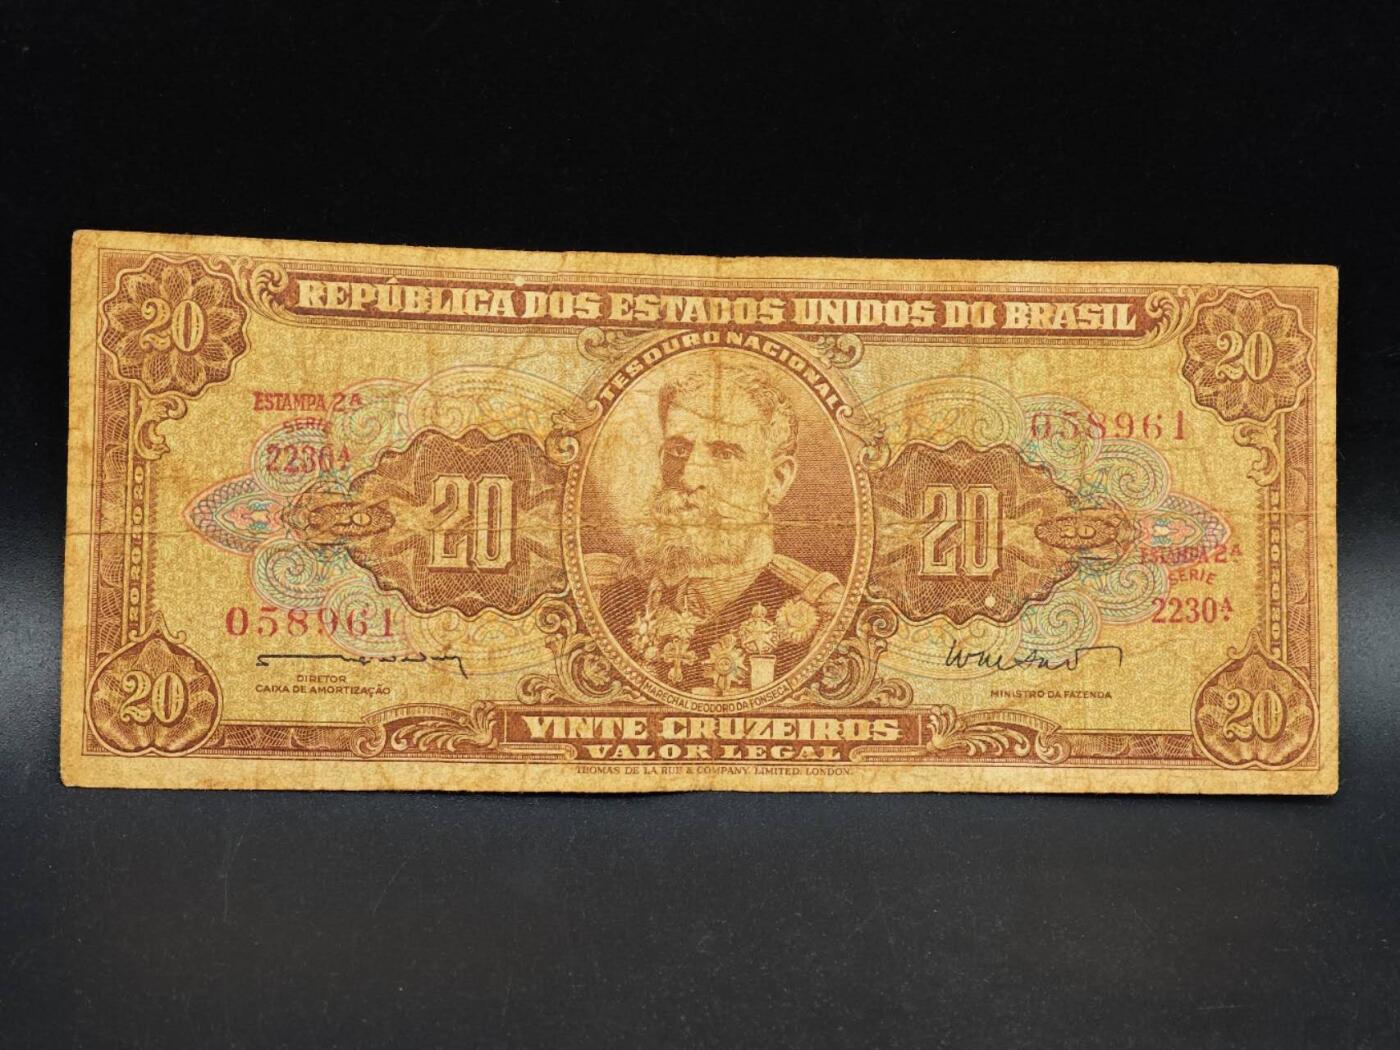 REPÚBLICA DOS ESTADOS UNIDOS DO BRASIL
TESOURO NACIONAL
20
20
ESTAMPA 2A
SÉRIE
2230A
058961
20
20
058961
ESTAMPA 2A
SÉRIE
2230A
DIRETOR
CAIXA DE AMORTIZAÇÃO
MINISTRO DA FAZENDA
MARECHAL DEODORO DA FONSECA
20
20
VINTE CRUZEIROS
VALOR LEGAL
THOMAS DE LA RUE & COMPANY, LIMITED, LONDON.